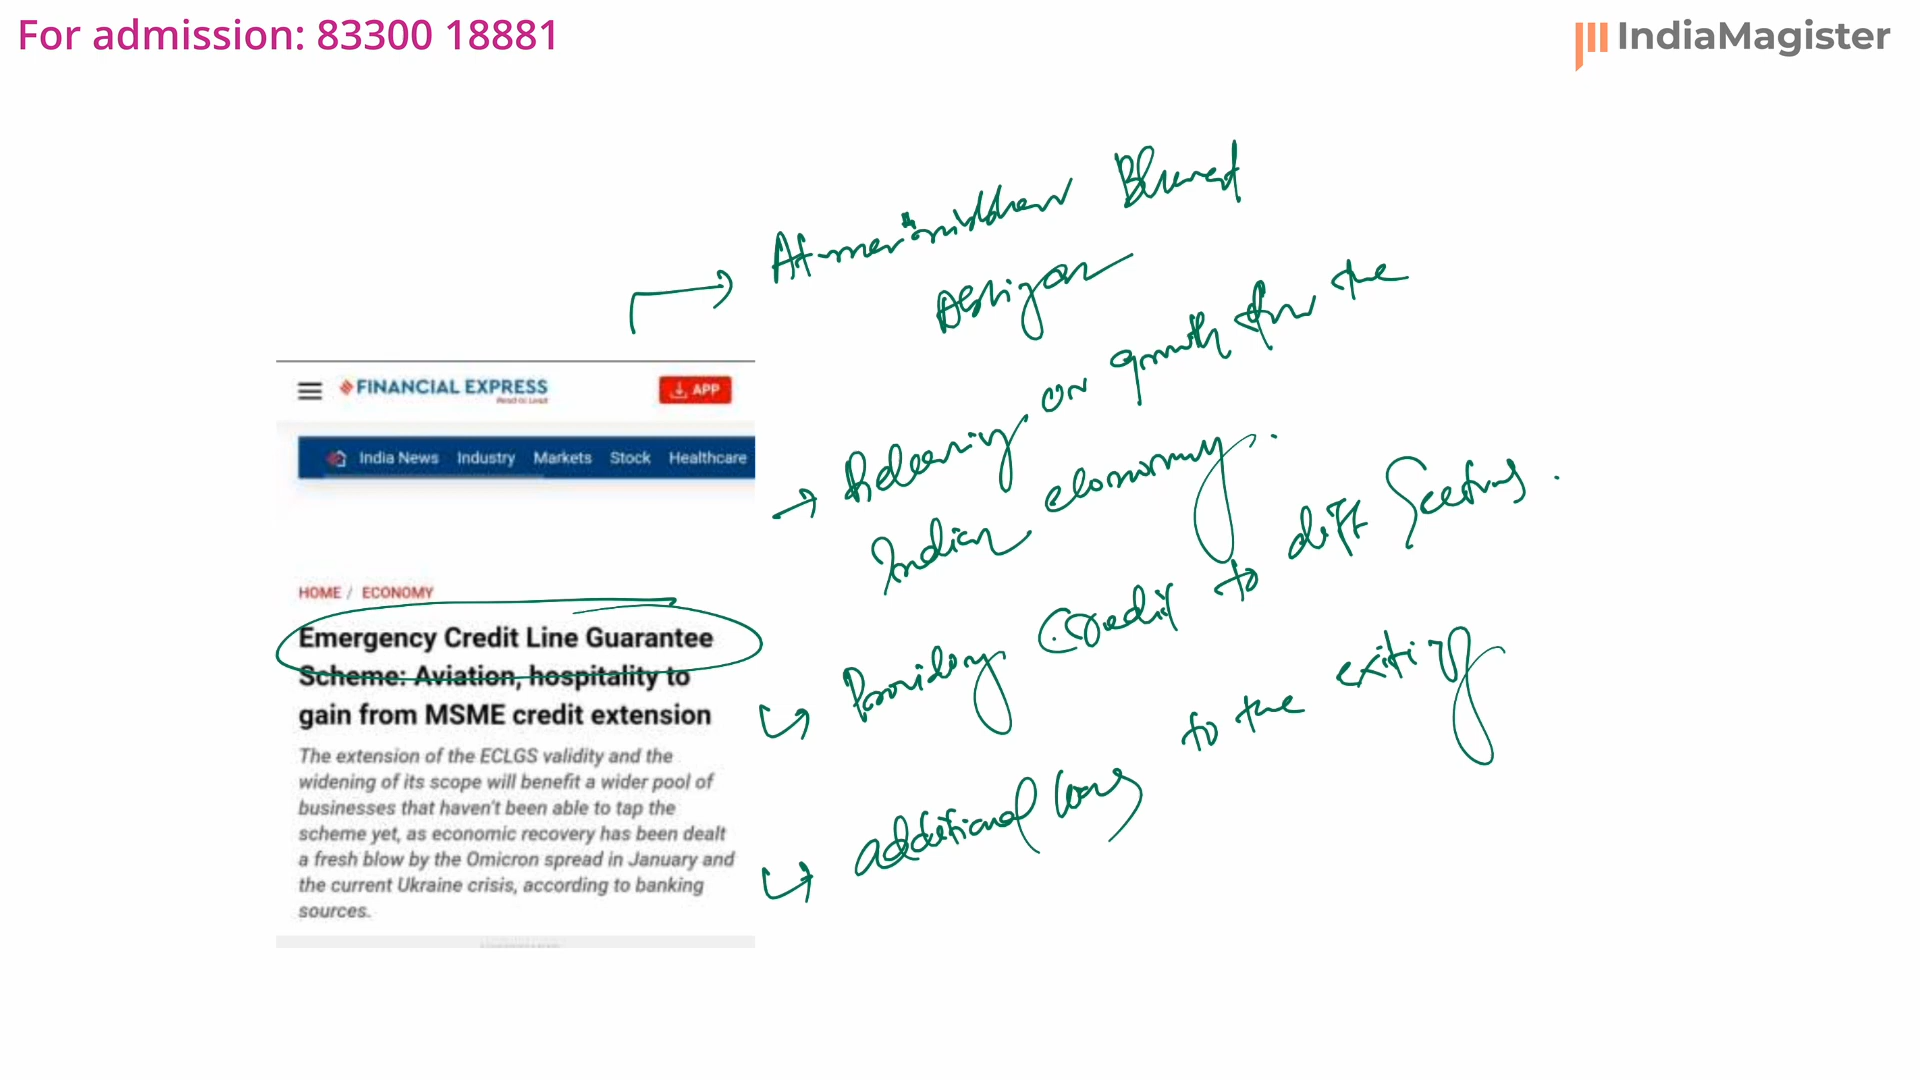 For admission: 83300 18881
IndiaMagister
Atmanirbhar Bharat
FINANCIAL EXPRESS
Read to Lead
APP
India News Industry Markets Stock Healthcare
HOME / ECONOMY
Emergency Credit Line Guarantee
Scheme: Aviation, hospitality to
gain from MSME credit extension
The extension of the ECLGS validity and the
widening of its scope will benefit a wider pool of
businesses that haven't been able to tap the
scheme yet, as economic recovery has been dealt
a fresh blow by the Omicron spread in January and
the current Ukraine crisis, according to banking
sources.
on growth for the
Indian economy.
Providing Credit to diff Sectors.
additional loans to the